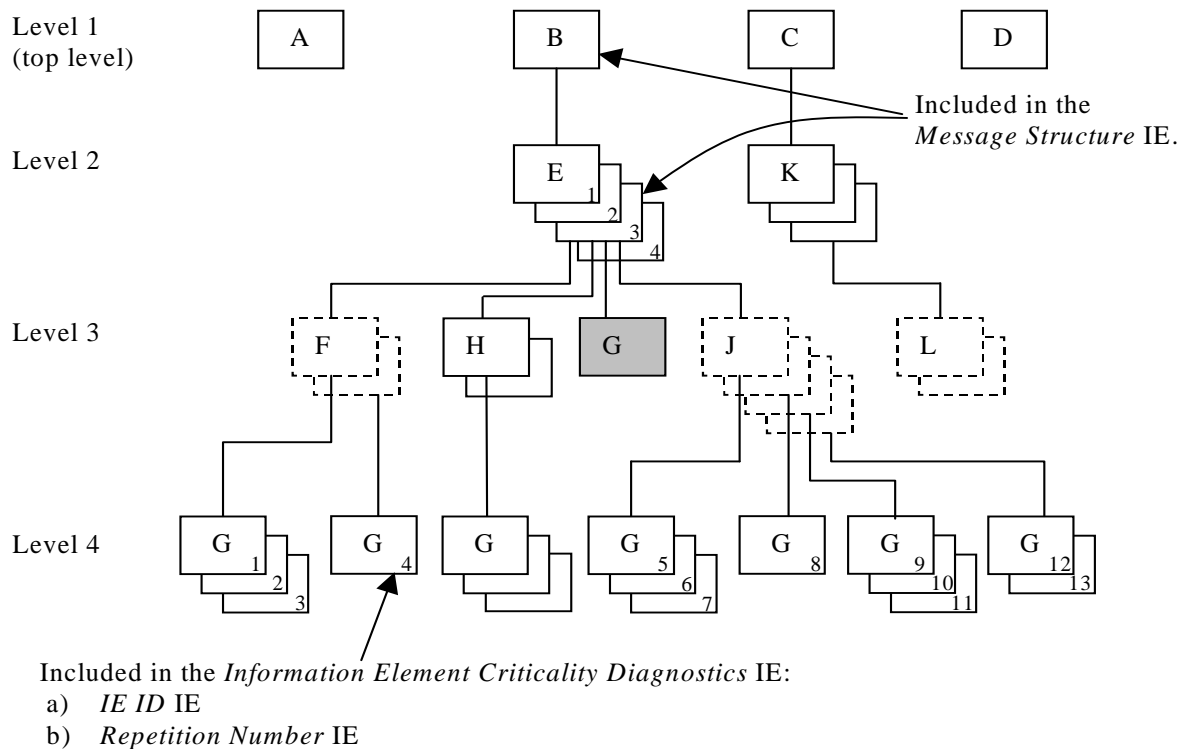 Level 1
(top level)
A
B
C
D
Included in the
Message Structure IE.
Level 2
E
1
2
3
4
K
Level 3
F
H
G
J
L
Level 4
G
1
2
3
G
4
G
G
5
6
7
G
8
G
9
10
11
G
12
13
Included in the Information Element Criticality Diagnostics IE:
a) IE ID IE
b) Repetition Number IE